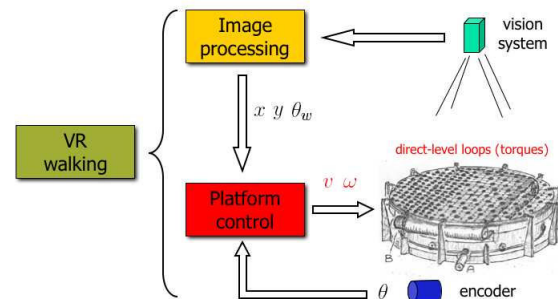 Image
processing
vision
system
x y θw
VR
walking
direct-level loops (torques)
Platform
control
v ω
B
A
θ
encoder